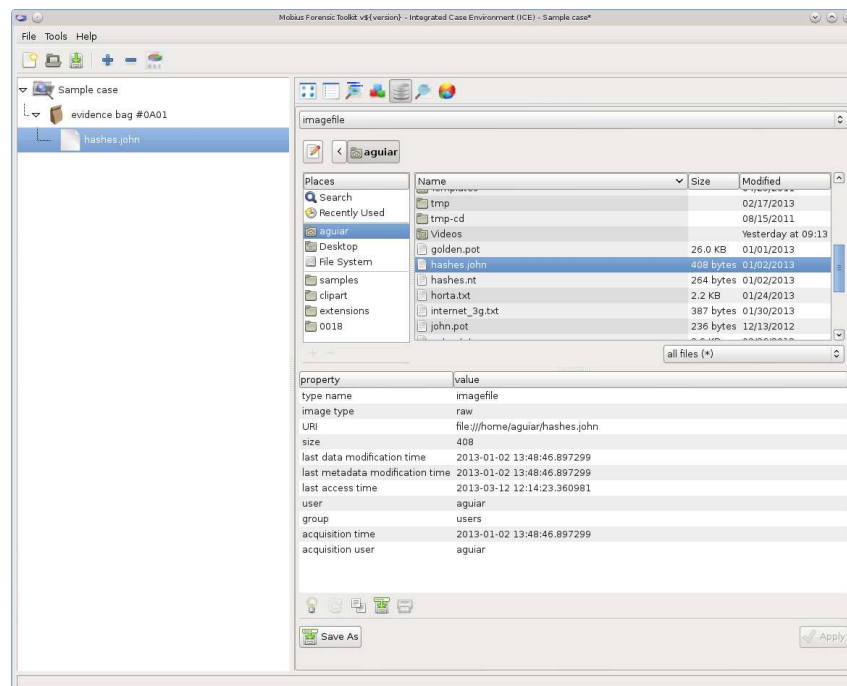 Mobius Forensic Toolkit v${version} - Integrated Case Environment (ICE) - Sample case*
File Tools Help
Sample case
evidence bag #0A01
hashes.john
imagefile
aguiar
Places
Search
Recently Used
aguiar
Desktop
File System
samples
clipart
extensions
0018
Name Size Modified
tmp 02/17/2013
tmp-cd 08/15/2011
Videos Yesterday at 09:13
golden.pot 26.0 KB 01/01/2013
hashes.john 408 bytes 01/02/2013
hashes.nt 264 bytes 01/02/2013
horta.txt 2.2 KB 01/24/2013
internet_3g.txt 387 bytes 01/30/2013
john.pot 236 bytes 12/13/2012
all files (*)
property value
type name imagefile
image type raw
URI file:///home/aguiar/hashes.john
size 408
last data modification time 2013-01-02 13:48:46.897299
last metadata modification time 2013-01-02 13:48:46.897299
last access time 2013-03-12 12:14:23.360981
user aguiar
group users
acquisition time 2013-01-02 13:48:46.897299
acquisition user aguiar
Save As
Apply